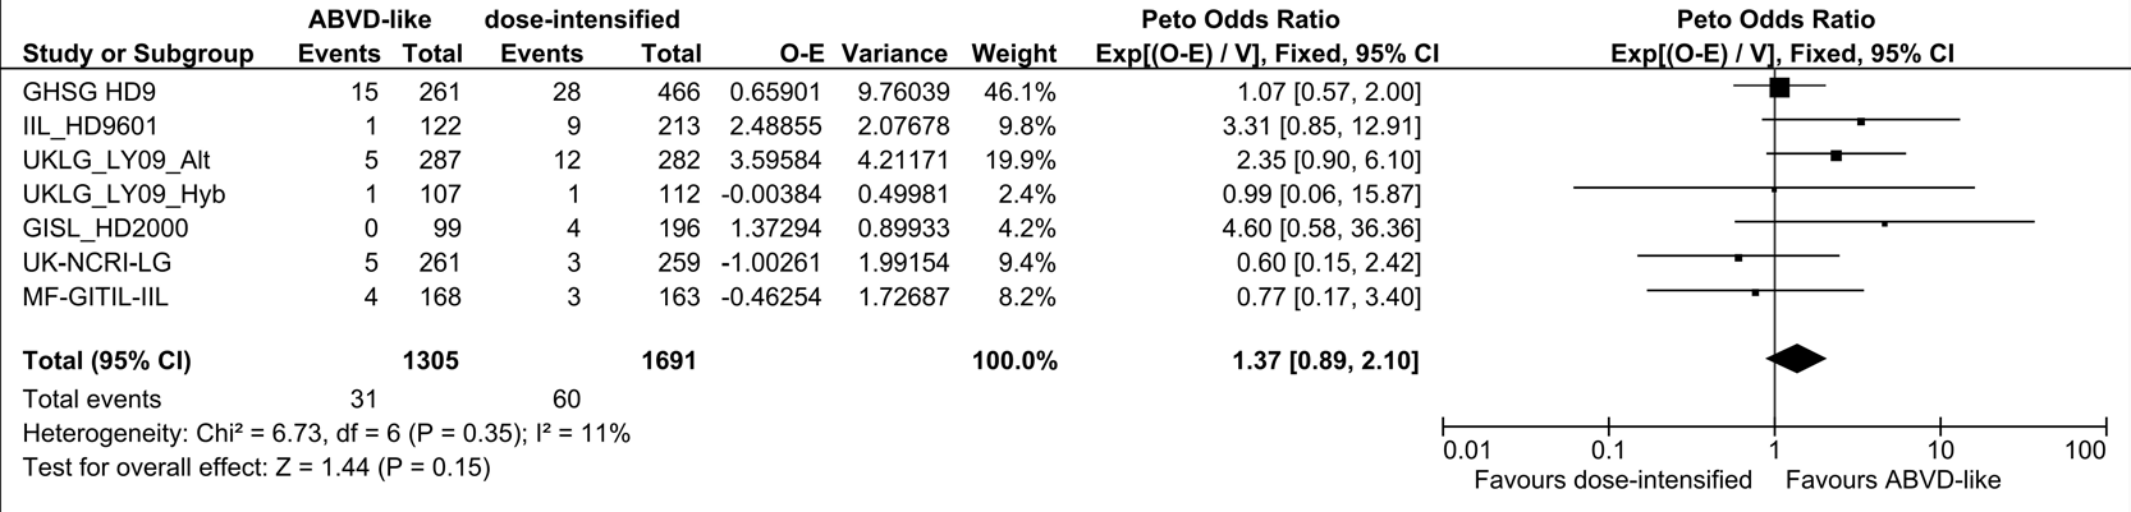 ABVD-like dose-intensified Peto Odds Ratio Peto Odds Ratio
Study or Subgroup Events Total Events Total O-E Variance Weight Exp[(O-E) / V], Fixed, 95% CI Exp[(O-E) / V], Fixed, 95% CI
GHSG HD9 15 261 28 466 0.65901 9.76039 46.1% 1.07 [0.57, 2.00]
IIL_HD9601 1 122 9 213 2.48855 2.07678 9.8% 3.31 [0.85, 12.91]
UKLG_LY09_Alt 5 287 12 282 3.59584 4.21171 19.9% 2.35 [0.90, 6.10]
UKLG_LY09_Hyb 1 107 1 112 -0.00384 0.49981 2.4% 0.99 [0.06, 15.87]
GISL_HD2000 0 99 4 196 1.37294 0.89933 4.2% 4.60 [0.58, 36.36]
UK-NCRI-LG 5 261 3 259 -1.00261 1.99154 9.4% 0.60 [0.15, 2.42]
MF-GITIL-IIL 4 168 3 163 -0.46254 1.72687 8.2% 0.77 [0.17, 3.40]
Total (95% CI) 1305 1691 100.0% 1.37 [0.89, 2.10]
Total events 31 60
Heterogeneity: Chi² = 6.73, df = 6 (P = 0.35); I² = 11%
Test for overall effect: Z = 1.44 (P = 0.15)
0.01 0.1 1 10 100
Favours dose-intensified Favours ABVD-like